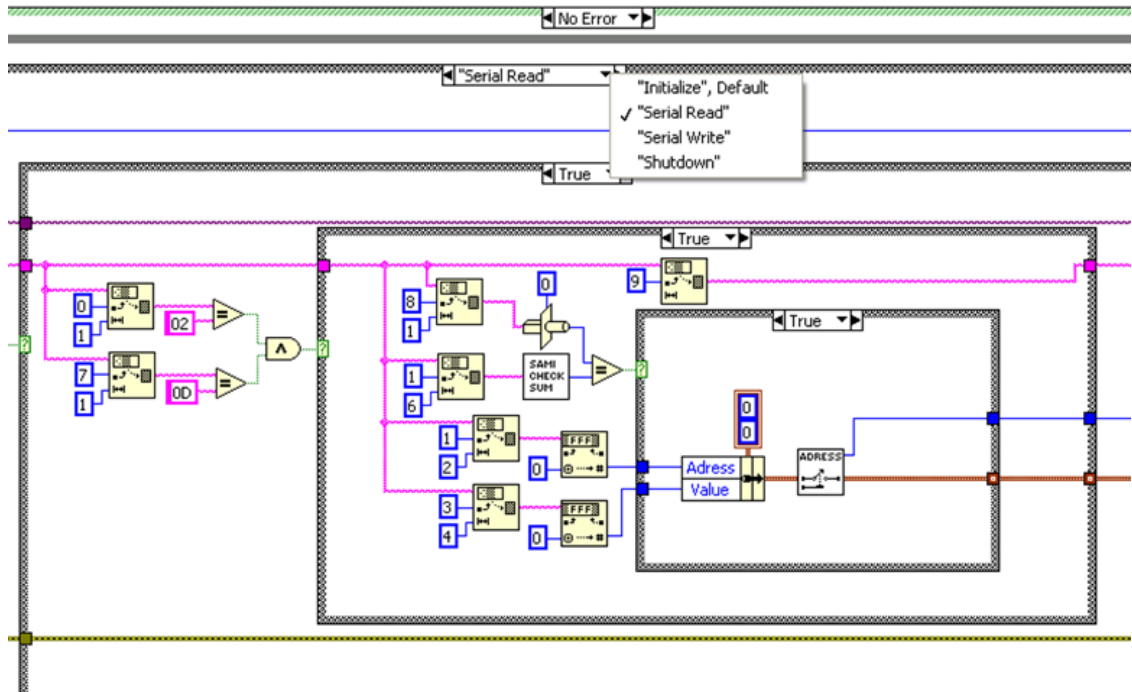 No Error
"Serial Read"
"Initialize", Default
"Serial Read"
"Serial Write"
"Shutdown"
True
True
0
9
8
1
True
0
1
02
=
=
SAMI
CHECK
SUM
7
1
0D
=
1
6
0
0
ADRESS
1
2
FFF
0
Adress
Value
3
4
FFF
0